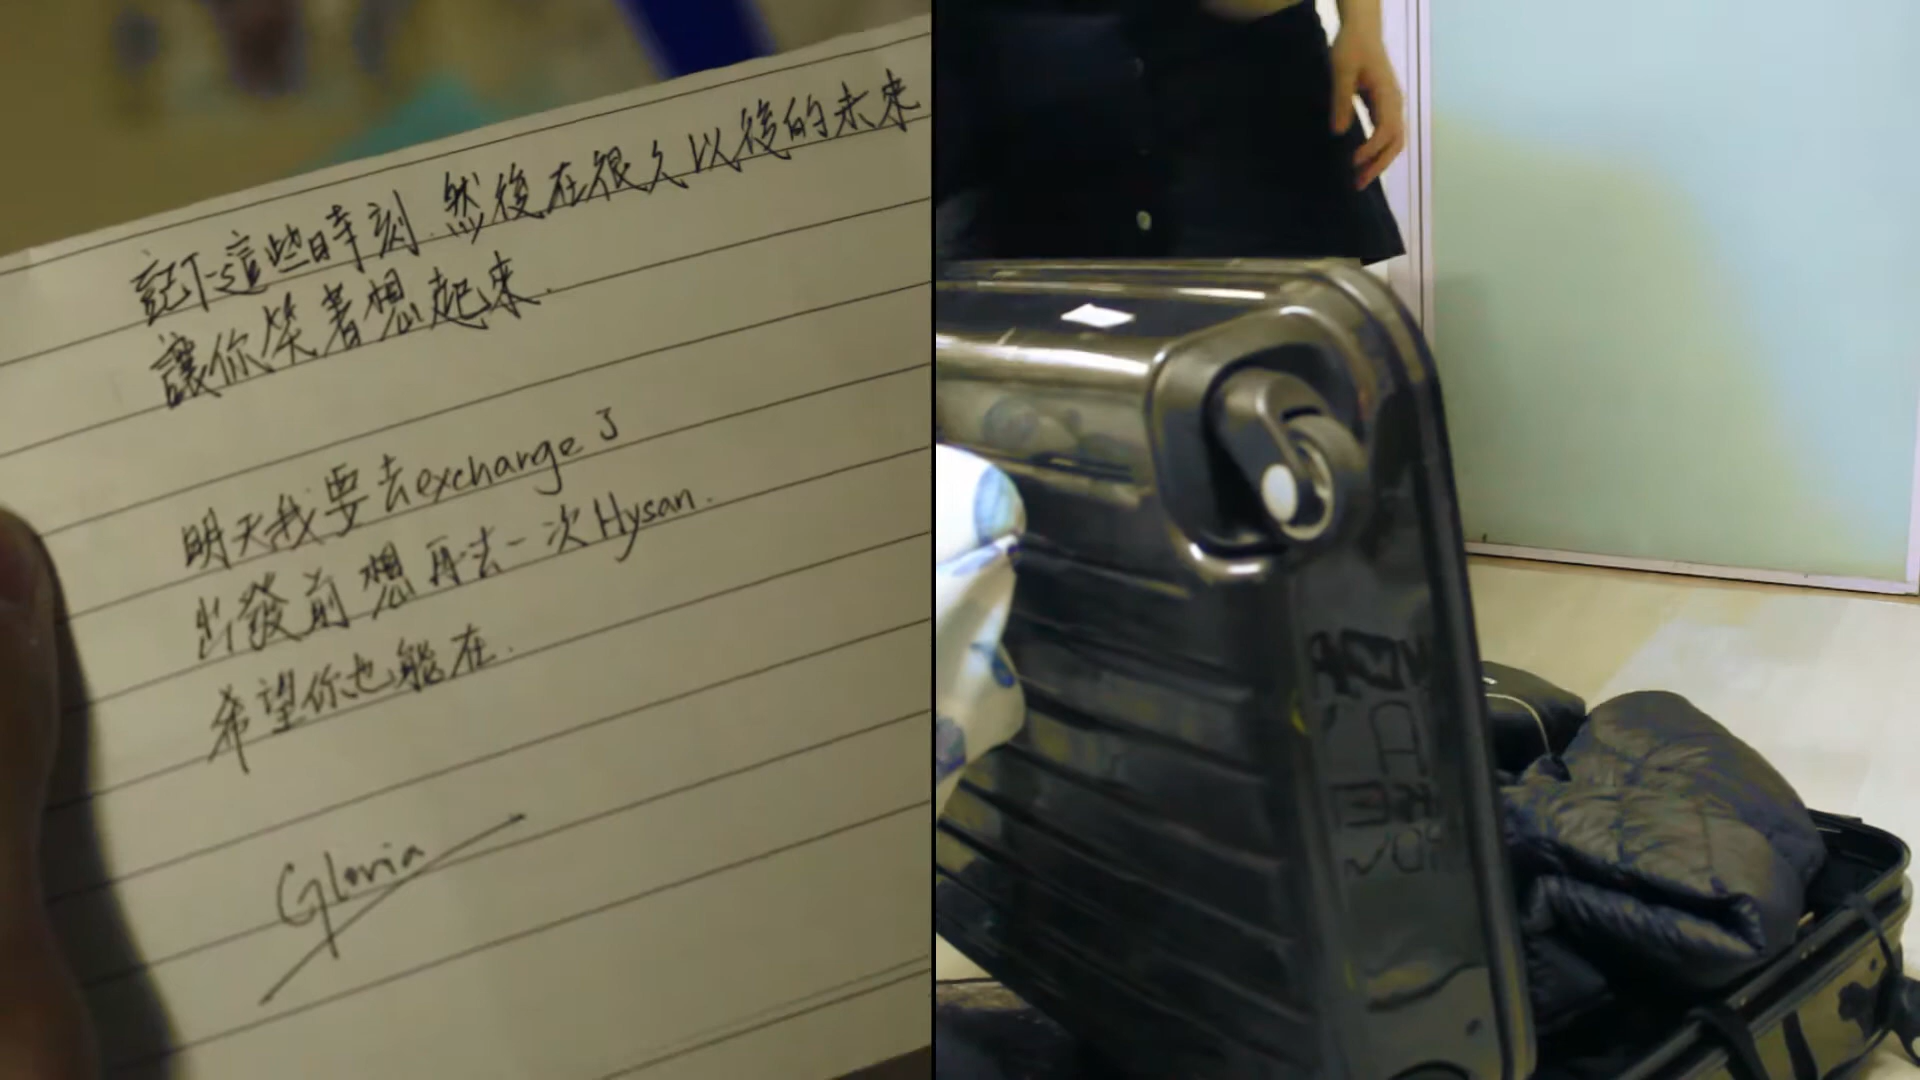 記下這些時刻.然後在很久以後的未來
讓你笑著想起來.
明天我要去exchange了
出發前想再去一次Hysan.
希望你也能在.
Gloria